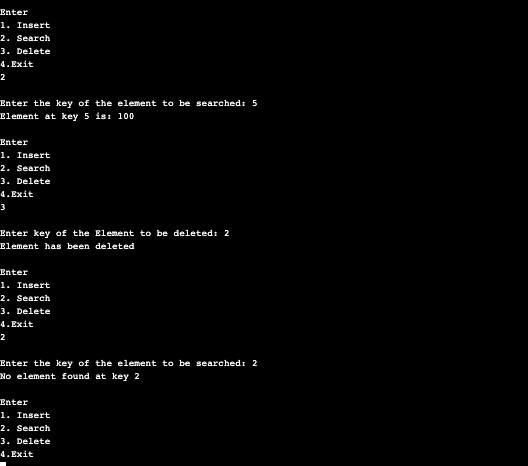 Enter
1. Insert
2. Search
3. Delete
4.Exit
2
Enter the key of the element to be searched: 5
Element at key 5 is: 100
Enter
1. Insert
2. Search
3. Delete
4.Exit
3
Enter key of the Element to be deleted: 2
Element has been deleted
Enter
1. Insert
2. Search
3. Delete
4.Exit
2
Enter the key of the element to be searched: 2
No element found at key 2
Enter
1. Insert
2. Search
3. Delete
4.Exit